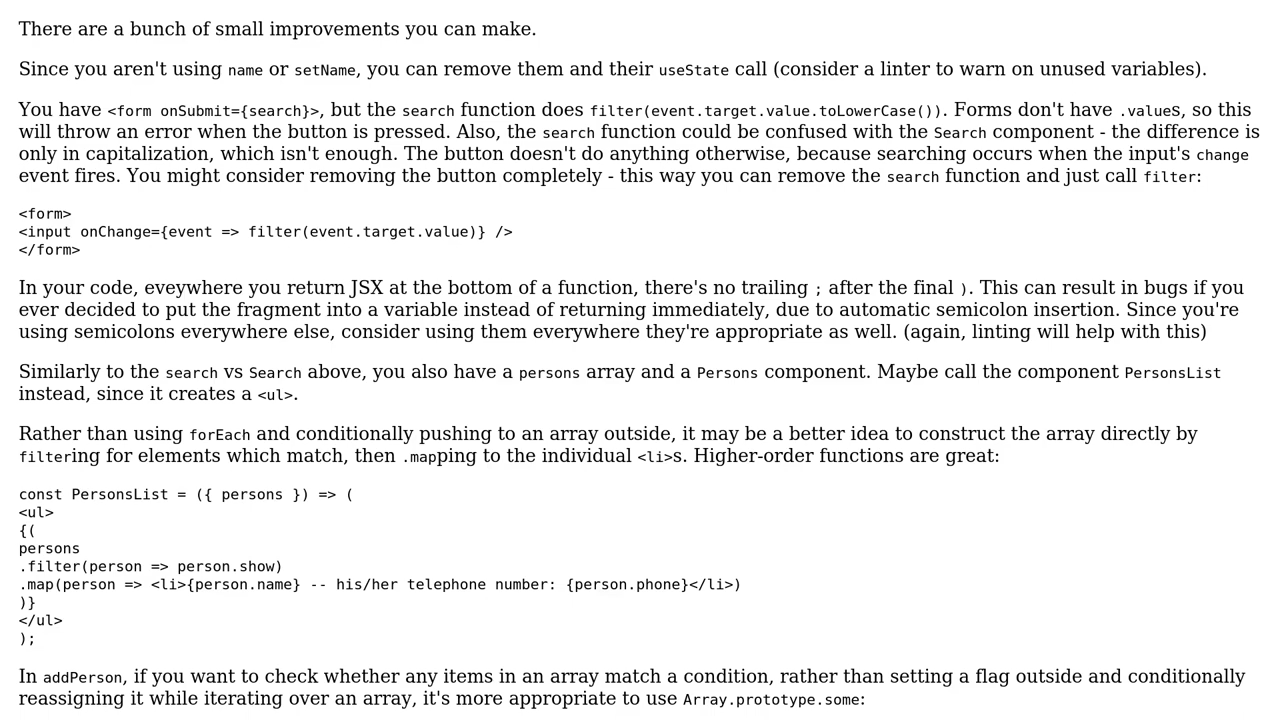 There are a bunch of small improvements you can make.
Since you aren't using name or setName, you can remove them and their useState call (consider a linter to warn on unused variables).
You have <form onSubmit={search}>, but the search function does filter(event.target.value.toLowerCase()). Forms don't have .values, so this
will throw an error when the button is pressed. Also, the search function could be confused with the Search component - the difference is
only in capitalization, which isn't enough. The button doesn't do anything otherwise, because searching occurs when the input's change
event fires. You might consider removing the button completely - this way you can remove the search function and just call filter:
<form>
<input onChange={event => filter(event.target.value)} />
</form>
In your code, eveywhere you return JSX at the bottom of a function, there's no trailing ; after the final ). This can result in bugs if you
ever decided to put the fragment into a variable instead of returning immediately, due to automatic semicolon insertion. Since you're
using semicolons everywhere else, consider using them everywhere they're appropriate as well. (again, linting will help with this)
Similarly to the search vs Search above, you also have a persons array and a Persons component. Maybe call the component PersonsList
instead, since it creates a <ul>.
Rather than using forEach and conditionally pushing to an array outside, it may be a better idea to construct the array directly by
filtering for elements which match, then .mapping to the individual <li>s. Higher-order functions are great:
const PersonsList = ({ persons }) => (
<ul>
{(
persons
.filter(person => person.show)
.map(person => <li>{person.name} -- his/her telephone number: {person.phone}</li>)
)}
</ul>
);
In addPerson, if you want to check whether any items in an array match a condition, rather than setting a flag outside and conditionally
reassigning it while iterating over an array, it's more appropriate to use Array.prototype.some: